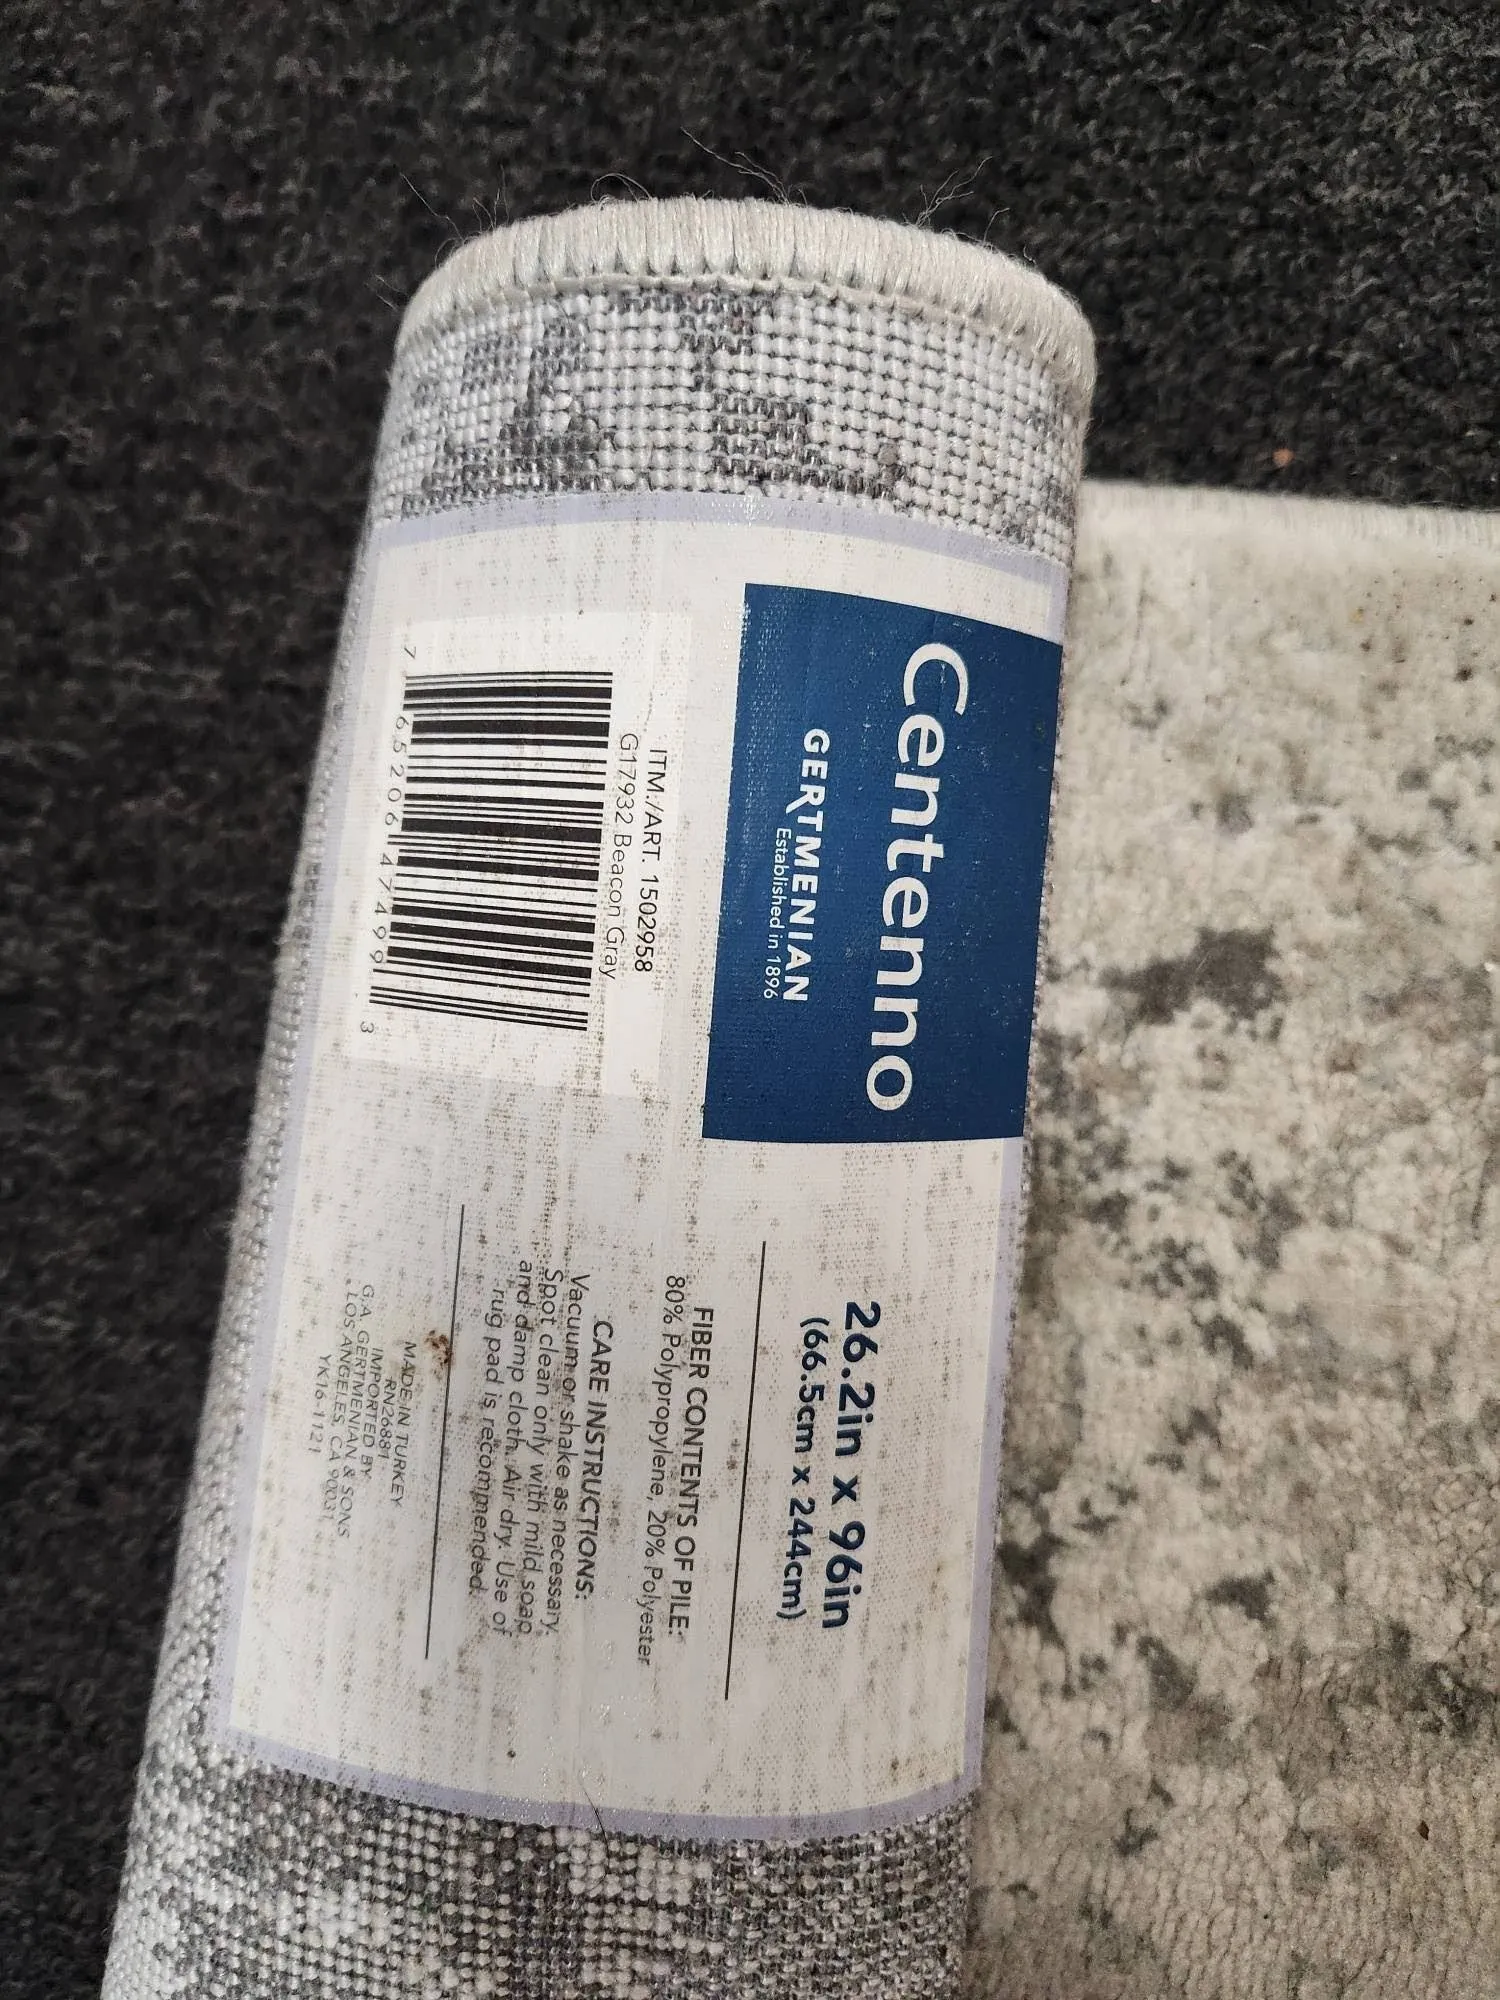 Centenno
GERTMENIAN
Established in 1896
ITM./ART. 1502958
G17932 Beacon Gray
7 65206 47499 3
26.2in x 96in
(66.5cm x 244cm)
FIBER CONTENTS OF PILE:
80% Polypropylene, 20% Polyester
CARE INSTRUCTIONS:
Vacuum or shake as necessary.
Spot clean only with mild soap
and damp cloth. Air dry. Use of
rug pad is recommended.
MADE IN TURKEY
RN26881
IMPORTED BY:
G.A. GERTMENIAN & SONS
LOS ANGELES, CA 90031
YK16-1121